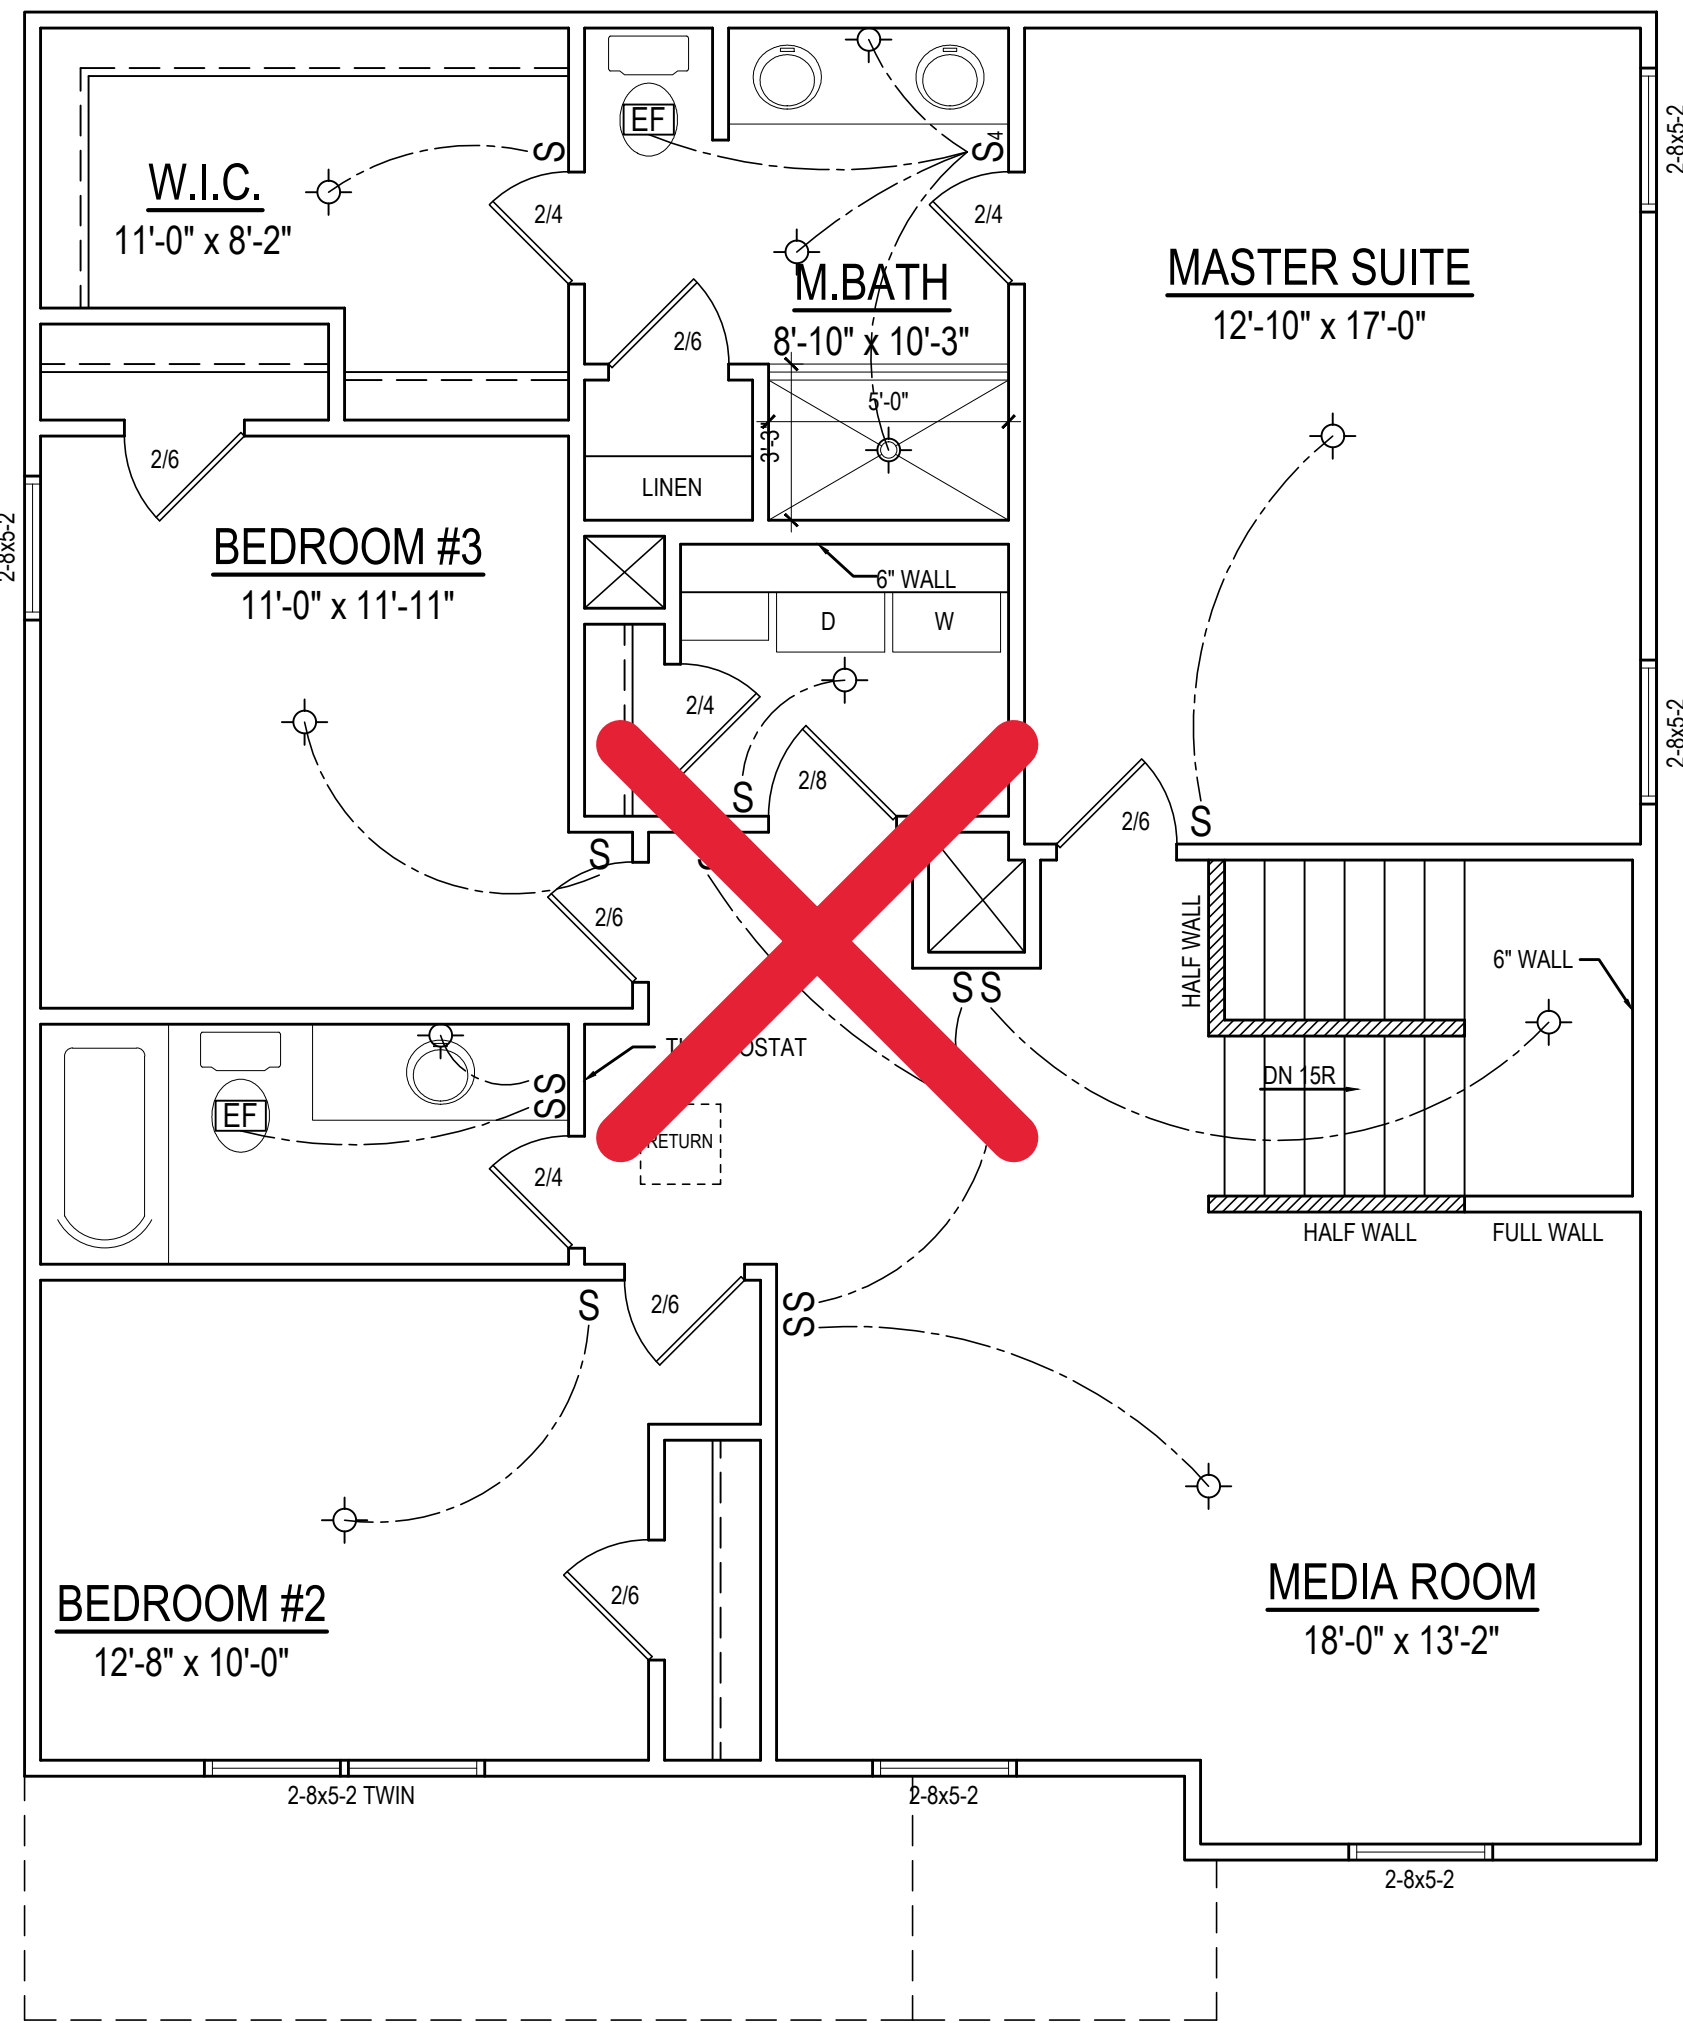 EF
S
S4
W.I.C.
11'-0" x 8'-2"
2/4
2/4
2-8x5-2
M.BATH
8'-10" x 10'-3"
MASTER SUITE
12'-10" x 17'-0"
2/6
5'-0"
3'-3"
2/6
LINEN
2-8x5-2
BEDROOM #3
11'-0" x 11'-11"
6" WALL
D
W
2/4
2-8x5-2
S
2/8
2/6
S
S
2/6
HALF WALL
6" WALL
SS
DN 15R
EF
SS
RETURN
2/4
HALF WALL
FULL WALL
S
2/6
SS
BEDROOM #2
12'-8" x 10'-0"
2/6
MEDIA ROOM
18'-0" x 13'-2"
2-8x5-2 TWIN
2-8x5-2
2-8x5-2